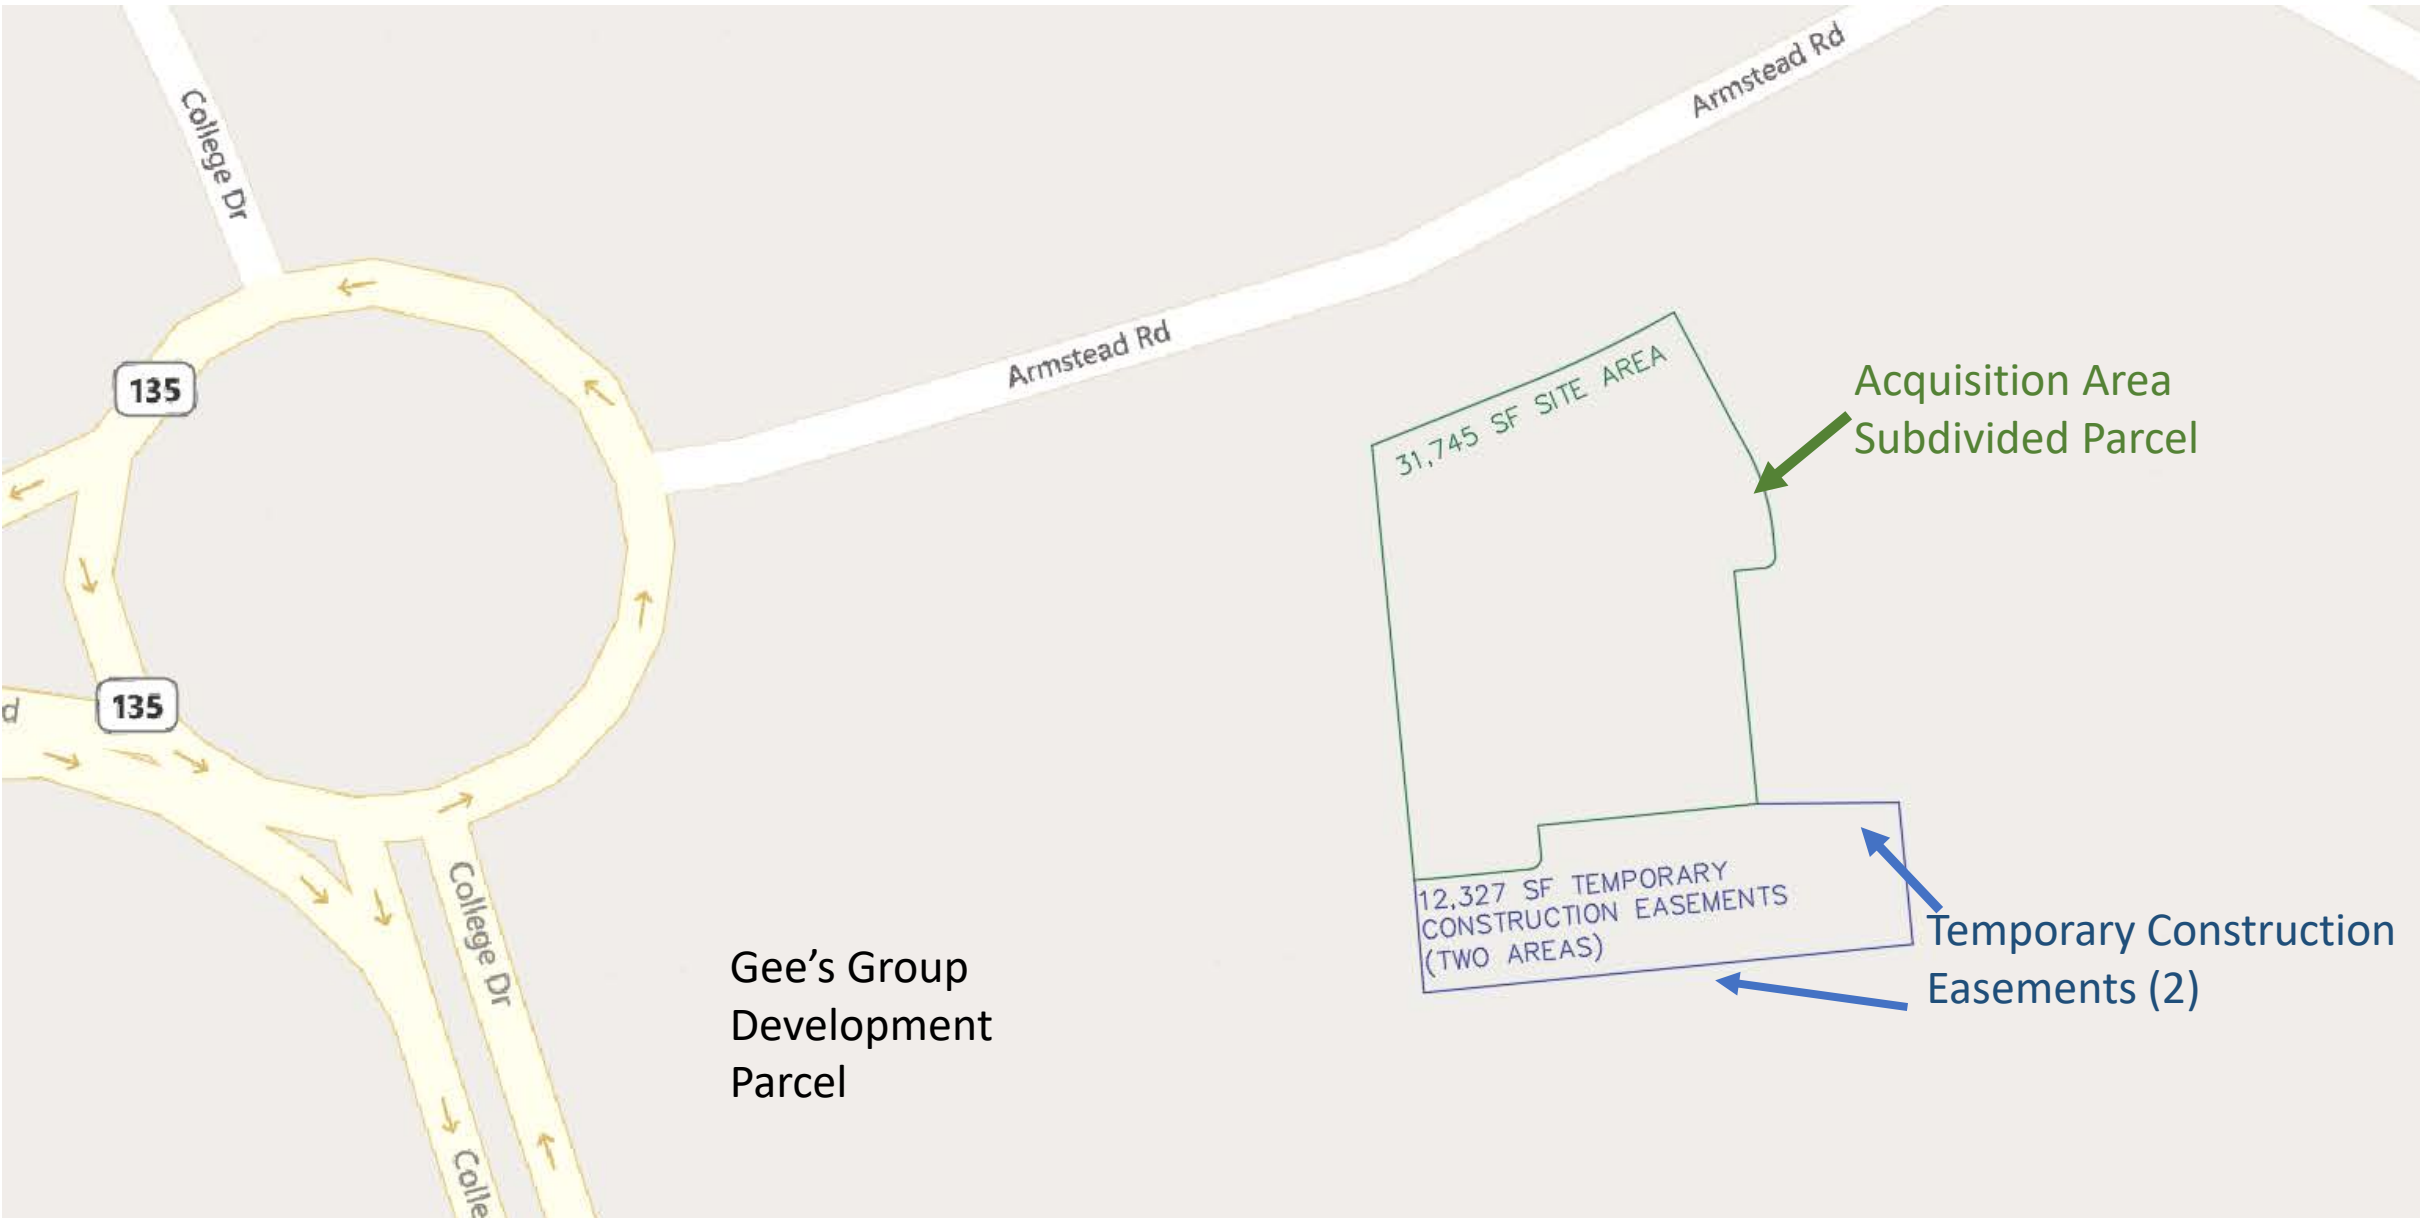 College Dr
Armstead Rd
Armstead Rd
135
135
d
31,745 SF SITE AREA
Acquisition Area
Subdivided Parcel
College Dr
Colle
Gee’s Group
Development
Parcel
12,327 SF TEMPORARY
CONSTRUCTION EASEMENTS
(TWO AREAS)
Temporary Construction
Easements (2)